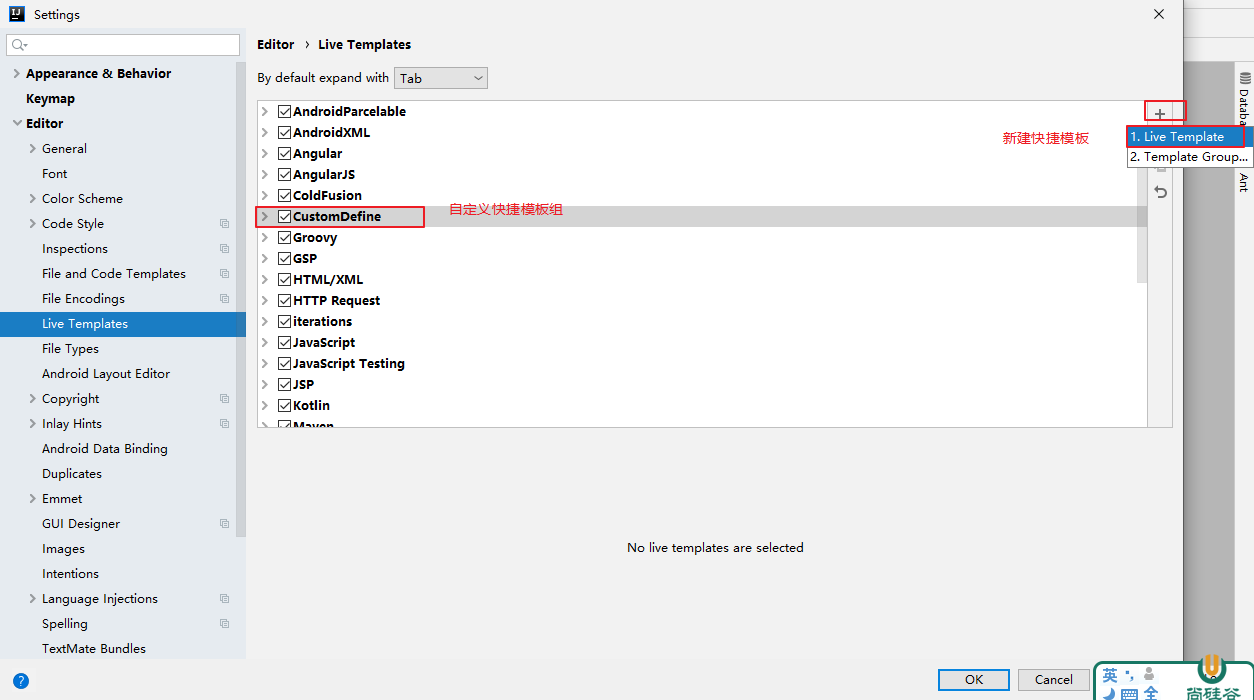 Settings
Editor › Live Templates
By default expand with Tab
Appearance & Behavior
Keymap
Editor
General
Font
Color Scheme
Code Style
Inspections
File and Code Templates
File Encodings
Live Templates
File Types
Android Layout Editor
Copyright
Inlay Hints
Android Data Binding
Duplicates
Emmet
GUI Designer
Images
Intentions
Language Injections
Spelling
TextMate Bundles
AndroidParcelable
AndroidXML
Angular
AngularJS
ColdFusion
CustomDefine
自定义快捷模板组
Groovy
GSP
HTML/XML
HTTP Request
iterations
JavaScript
JavaScript Testing
JSP
Kotlin
Maven
新建快捷模板
1. Live Template
2. Template Group...
Databa
Ant
No live templates are selected
OK
Cancel
英
全
尚硅谷